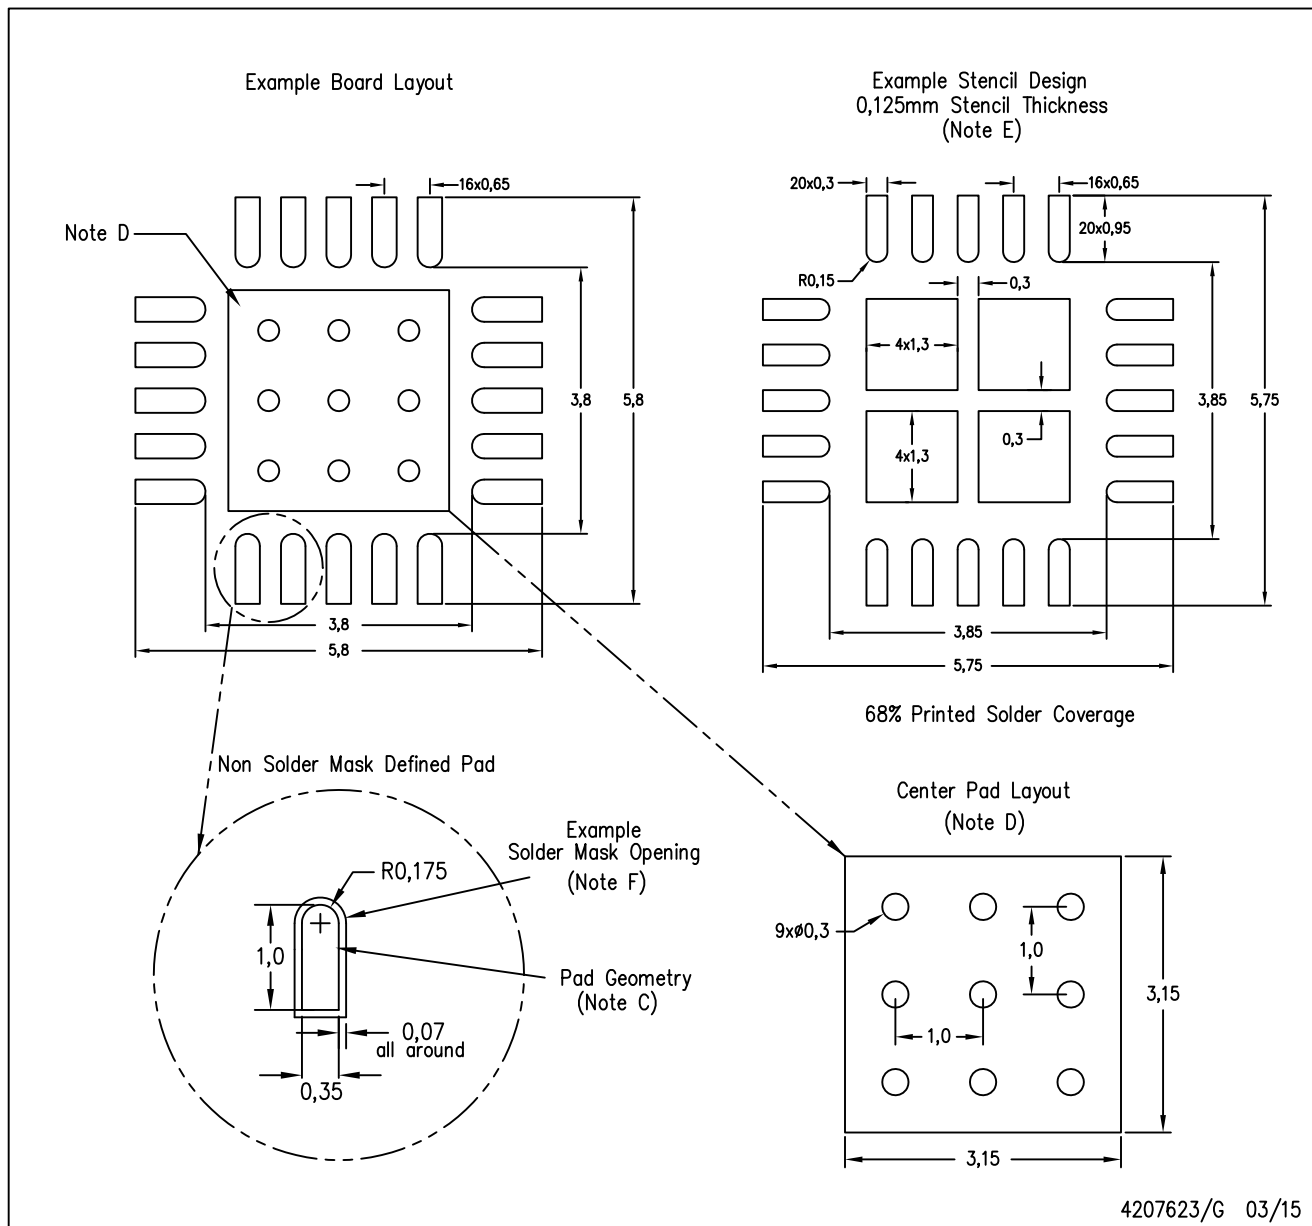 Example Board Layout
16x0,65
Note D
3,8
5,8
3,8
5,8
Example Stencil Design
0,125mm Stencil Thickness
(Note E)
20x0,3
16x0,65
20x0,95
R0,15
0,3
4x1,3
3,85
5,75
0,3
4x1,3
3,85
5,75
68% Printed Solder Coverage
Non Solder Mask Defined Pad
Example
Solder Mask Opening
(Note F)
R0,175
1,0
Pad Geometry
(Note C)
0,07
all around
0,35
Center Pad Layout
(Note D)
9xø0,3
1,0
3,15
1,0
3,15
4207623/G 03/15